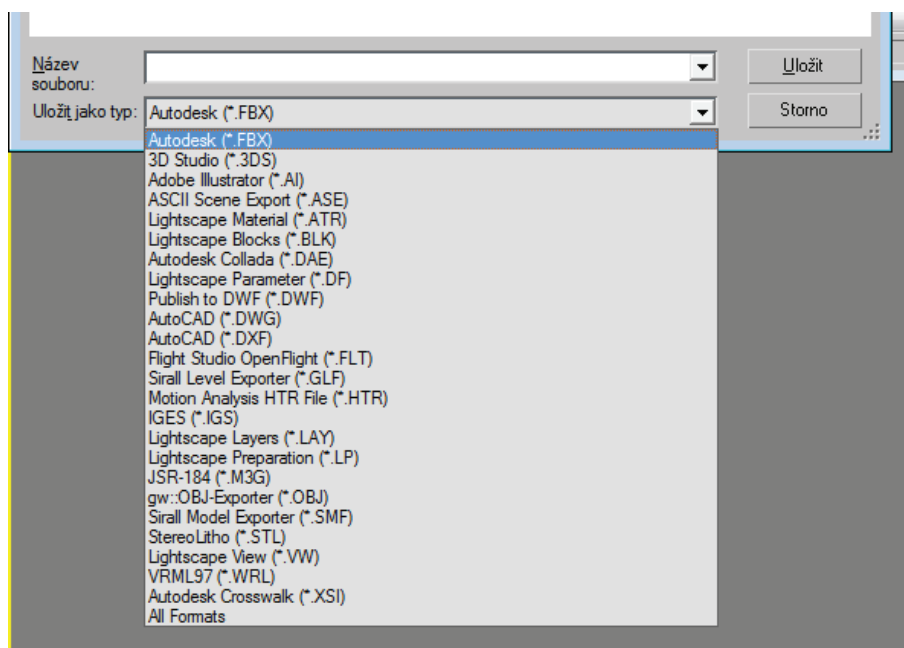 Název
souboru:
Uložit
Uložit jako typ: Autodesk (*.FBX)
Storno
Autodesk (*.FBX)
3D Studio (*.3DS)
Adobe Illustrator (*.AI)
ASCII Scene Export (*.ASE)
Lightscape Material (*.ATR)
Lightscape Blocks (*.BLK)
Autodesk Collada (*.DAE)
Lightscape Parameter (*.DF)
Publish to DWF (*.DWF)
AutoCAD (*.DWG)
AutoCAD (*.DXF)
Flight Studio OpenFlight (*.FLT)
Sirall Level Exporter (*.GLF)
Motion Analysis HTR File (*.HTR)
IGES (*.IGS)
Lightscape Layers (*.LAY)
Lightscape Preparation (*.LP)
JSR-184 (*.M3G)
gw::OBJ-Exporter (*.OBJ)
Sirall Model Exporter (*.SMF)
StereoLitho (*.STL)
Lightscape View (*.VW)
VRML97 (*.WRL)
Autodesk Crosswalk (*.XSI)
All Formats